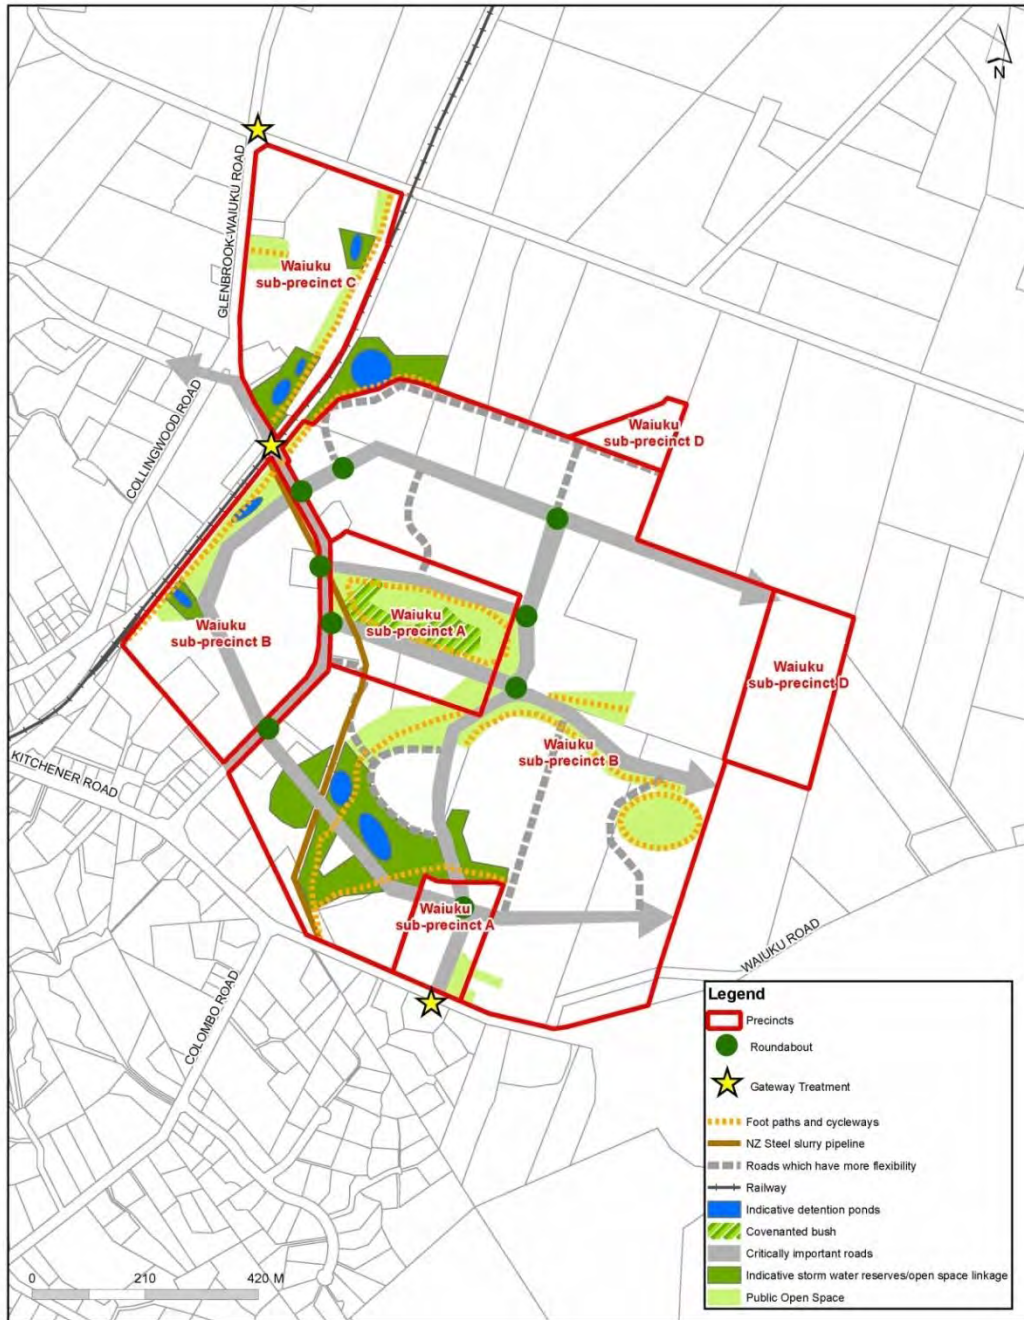 N
GLENBROOK-WAIUKU ROAD
Waiuku
sub-precinct C
COLLINGWOOD ROAD
Waiuku
sub-precinct D
Waiuku
sub-precinct A
Waiuku
sub-precinct B
Waiuku
sub-precinct D
Waiuku
sub-precinct B
KITCHENER ROAD
Waiuku
sub-precinct A
WAIUKU ROAD
COLOMBO ROAD
Legend
Precincts
Roundabout
Gateway Treatment
Foot paths and cycleways
NZ Steel slurry pipeline
Roads which have more flexibility
Railway
Indicative detention ponds
Covenanted bush
Critically important roads
Indicative storm water reserves/open space linkage
Public Open Space
0 210 420 M